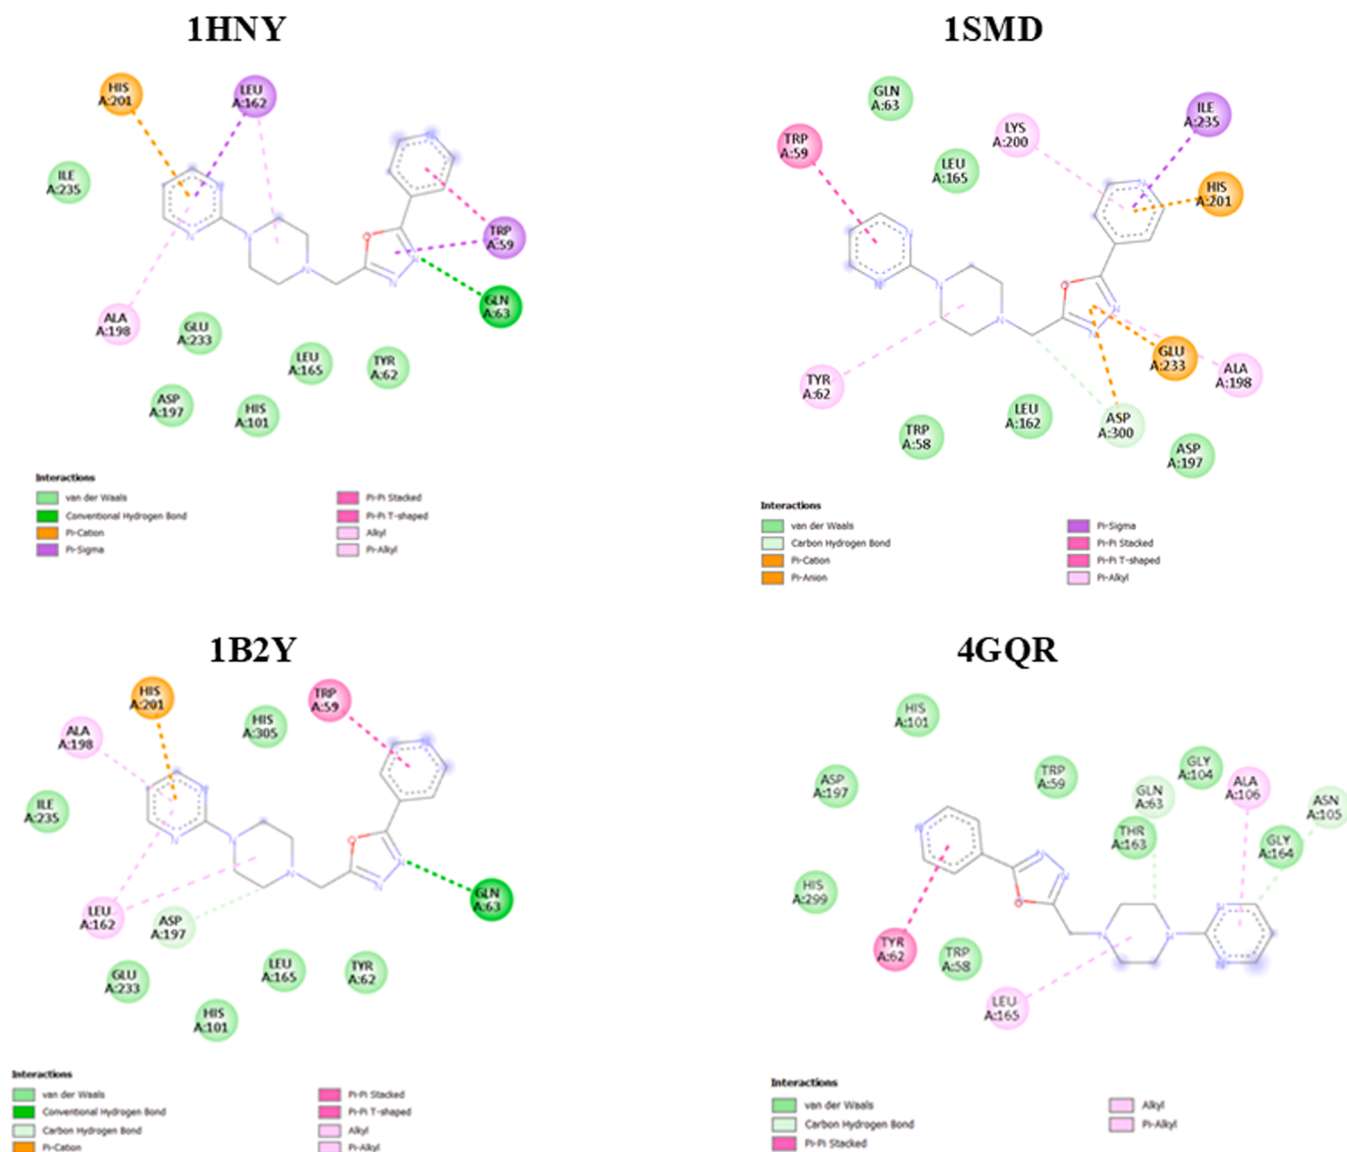 1HNY
HIS
A:201
LEU
A:162
ILE
A:235
TRP
A:59
GLN
A:63
ALA
A:198
GLU
A:233
LEU
A:165
TYR
A:62
ASP
A:197
HIS
A:101
Interactions
van der Waals
Conventional Hydrogen Bond
Pi-Cation
Pi-Sigma
Pi-Pi Stacked
Pi-Pi T-shaped
Alkyl
Pi-Alkyl
1SMD
GLN
A:63
TRP
A:59
LYS
A:200
ILE
A:235
LEU
A:165
HIS
A:201
N
N
N
N
N
O
N
N
GLU
A:233
ALA
A:198
TYR
A:62
TRP
A:58
LEU
A:162
ASP
A:300
ASP
A:197
Interactions
van der Waals
Carbon Hydrogen Bond
Pi-Cation
Pi-Anion
Pi-Sigma
Pi-Pi Stacked
Pi-Pi T-shaped
Pi-Alkyl
1B2Y
HIS
A:201
TRP
A:59
ALA
A:198
HIS
A:305
ILE
A:235
GLN
A:63
LEU
A:162
ASP
A:197
GLU
A:233
LEU
A:165
TYR
A:62
HIS
A:101
Interactions
van der Waals
Conventional Hydrogen Bond
Carbon Hydrogen Bond
Pi-Cation
Pi-Pi Stacked
Pi-Pi T-shaped
Alkyl
Pi-Alkyl
4GQR
HIS
A:101
ASP
A:197
TRP
A:59
GLY
A:104
GLN
A:63
ALA
A:106
ASN
A:105
THR
A:163
GLY
A:164
HIS
A:299
TYR
A:62
TRP
A:58
LEU
A:165
Interactions
van der Waals
Carbon Hydrogen Bond
Pi-Pi Stacked
Alkyl
Pi-Alkyl